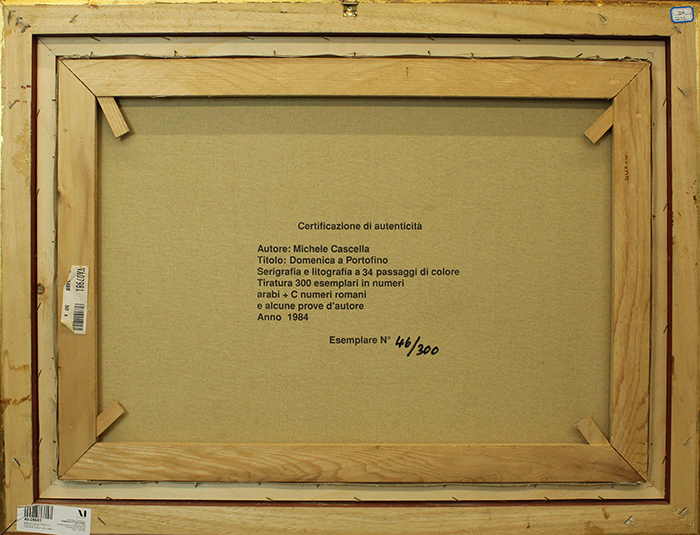 Certificazione di autenticità
Autore: Michele Cascella
Titolo: Domenica a Portofino
Serigrafia e litografia a 34 passaggi di colore
Tiratura 300 esemplari in numeri
arabi + C numeri romani
e alcune prove d'autore
Anno 1984
Esemplare N° 46/300
YA07981